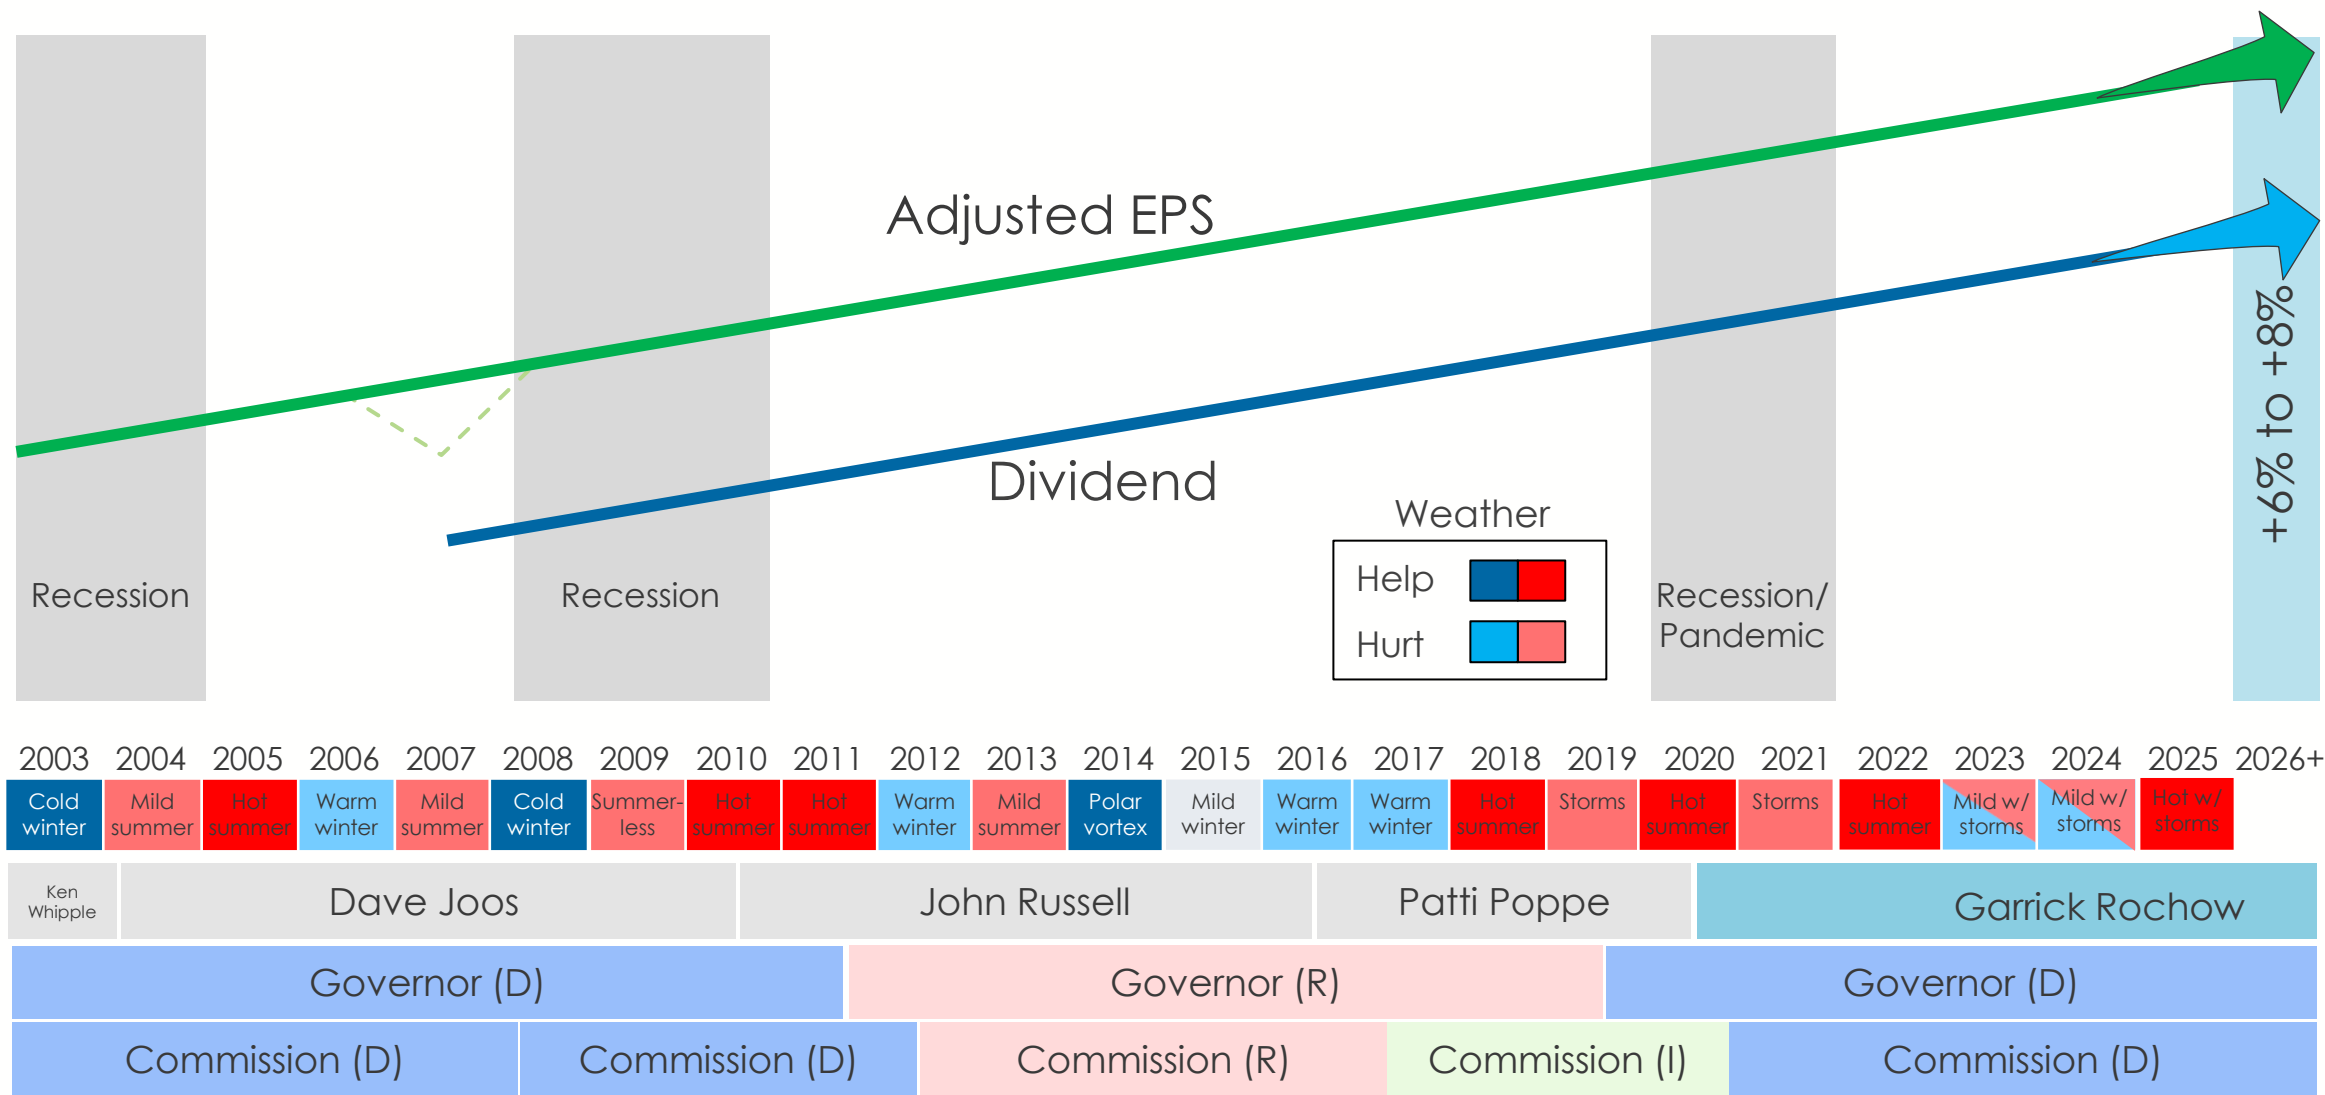 Adjusted EPS
Dividend
+6% to +8%
Weather
Help
Hurt
Recession
Recession
Recession/
Pandemic
2003 2004 2005 2006 2007 2008 2009 2010 2011 2012 2013 2014 2015 2016 2017 2018 2019 2020 2021 2022 2023 2024 2025 2026+
Cold
winter
Mild
summer
Hot
summer
Warm
winter
Mild
summer
Cold
winter
Summer-
less
Hot
summer
Hot
summer
Warm
winter
Mild
summer
Polar
vortex
Mild
winter
Warm
winter
Warm
winter
Hot
summer
Storms
Hot
summer
Storms
Hot
summer
Mild w/
storms
Mild w/
storms
Hot w/
storms
Ken
Whipple
Dave Joos
John Russell
Patti Poppe
Garrick Rochow
Governor (D)
Governor (R)
Governor (D)
Commission (D)
Commission (D)
Commission (R)
Commission (I)
Commission (D)